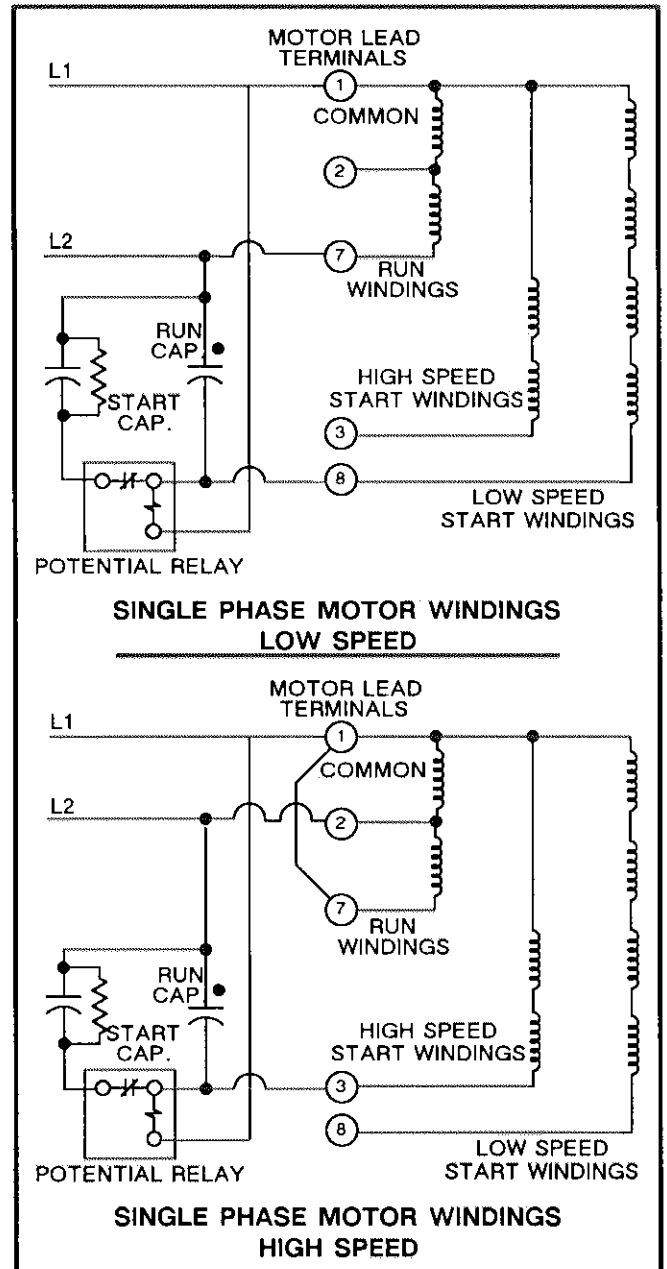 MOTOR LEAD
TERMINALS
L1
1
COMMON
2
L2
7
RUN
WINDINGS
RUN
CAP.
START
CAP.
HIGH SPEED
START WINDINGS
3
8
LOW SPEED
START WINDINGS
POTENTIAL RELAY
SINGLE PHASE MOTOR WINDINGS
LOW SPEED
MOTOR LEAD
TERMINALS
L1
1
COMMON
L2
2
7
RUN
WINDINGS
RUN
CAP
START
CAP.
HIGH SPEED
START WINDINGS
3
8
LOW SPEED
START WINDINGS
POTENTIAL RELAY
SINGLE PHASE MOTOR WINDINGS
HIGH SPEED